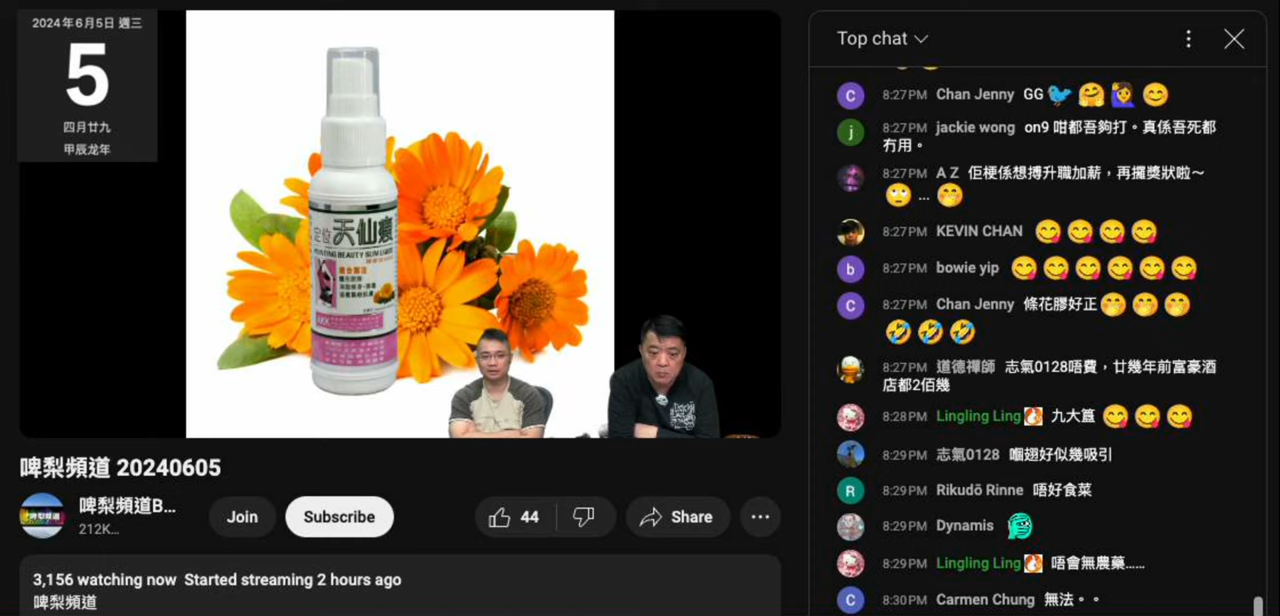 2024年6月5日 週三
5
四月廿九
甲辰龙年
定位天仙瘦
啤梨頻道 20240605
啤梨頻道B...
212K...
Join
Subscribe
44
Share
3,156 watching now Started streaming 2 hours ago
啤梨頻道
Top chat
8:27PM Chan Jenny GG
8:27PM jackie wong on9 咁都吾夠打。真係吾死都
冇用。
8:27PM A Z 佢梗係想搏升職加薪，再攞獎狀啦～
...
8:27PM KEVIN CHAN
8:27PM bowie yip
8:27PM Chan Jenny 條花膠好正
8:27PM 道德禪師 志氣0128唔貴，廿幾年前富豪酒
店都2佰幾
8:28PM Lingling Ling 九大簋
8:29PM 志氣0128 嗰翅好似幾吸引
8:29PM Rikudō Rinne 唔好食菜
8:29PM Dynamis
8:29PM Lingling Ling 唔會無農藥......
8:30PM Carmen Chung 無法。。